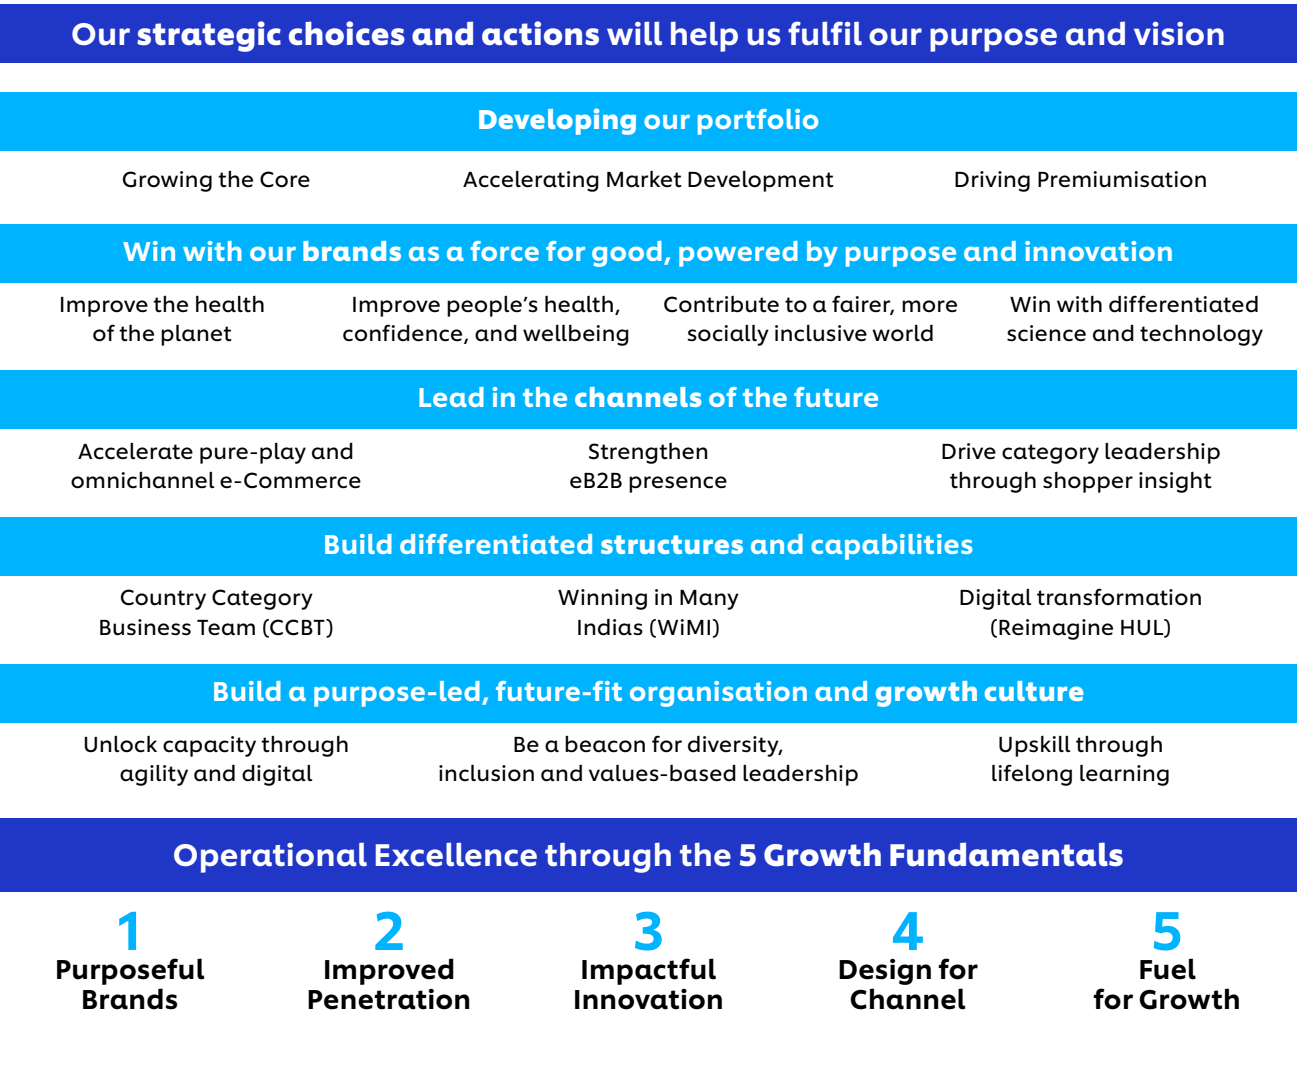 Our strategic choices and actions will help us fulfil our purpose and vision
Developing our portfolio
Growing the Core
Accelerating Market Development
Driving Premiumisation
Win with our brands as a force for good, powered by purpose and innovation
Improve the health
of the planet
Improve people's health,
confidence, and wellbeing
Contribute to a fairer, more
socially inclusive world
Win with differentiated
science and technology
Lead in the channels of the future
Accelerate pure-play and
omnichannel e-Commerce
Strengthen
eB2B presence
Drive category leadership
through shopper insight
Build differentiated structures and capabilities
Country Category
Business Team (CCBT)
Winning in Many
Indias (WiMI)
Digital transformation
(Reimagine HUL)
Build a purpose-led, future-fit organisation and growth culture
Unlock capacity through
agility and digital
Be a beacon for diversity,
inclusion and values-based leadership
Upskill through
lifelong learning
Operational Excellence through the 5 Growth Fundamentals
1
Purposeful
Brands
2
Improved
Penetration
3
Impactful
Innovation
4
Design for
Channel
5
Fuel
for Growth